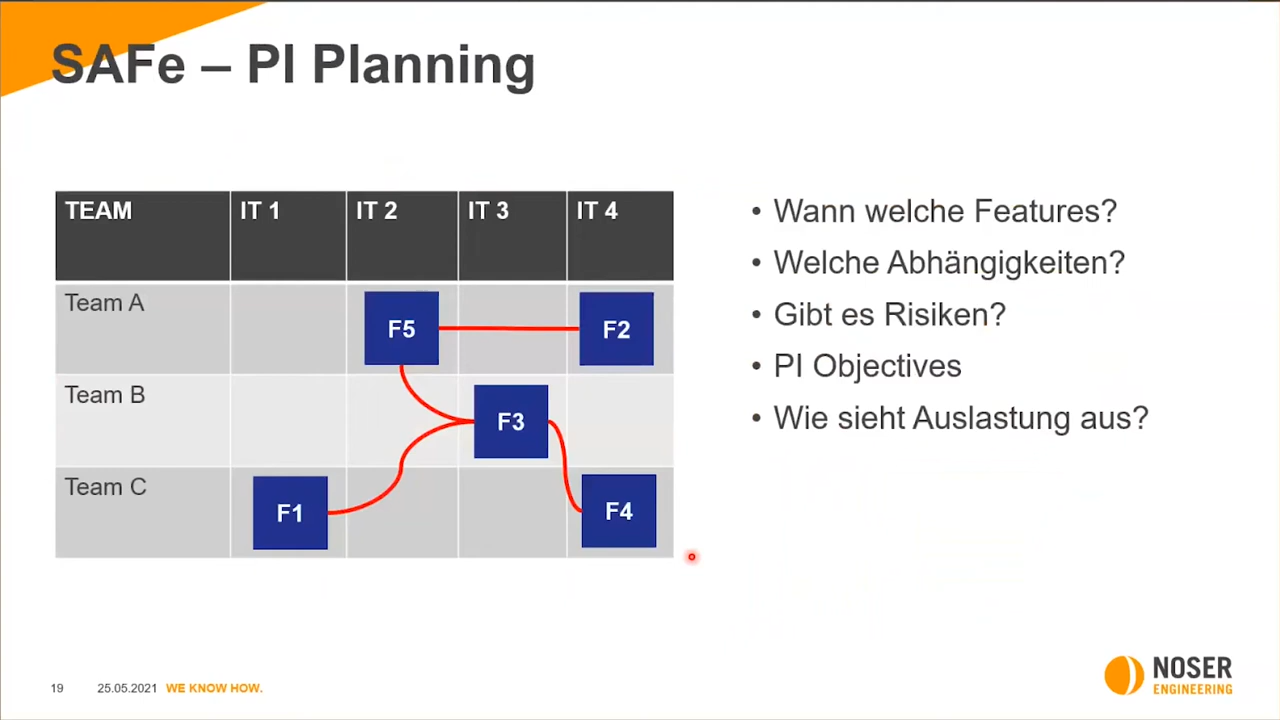 SAFe – PI Planning
TEAM IT 1 IT 2 IT 3 IT 4
Team A F5 F2
Team B F3
Team C F1 F4
• Wann welche Features?
• Welche Abhängigkeiten?
• Gibt es Risiken?
• PI Objectives
• Wie sieht Auslastung aus?
19 25.05.2021 WE KNOW HOW.
NOSER
ENGINEERING